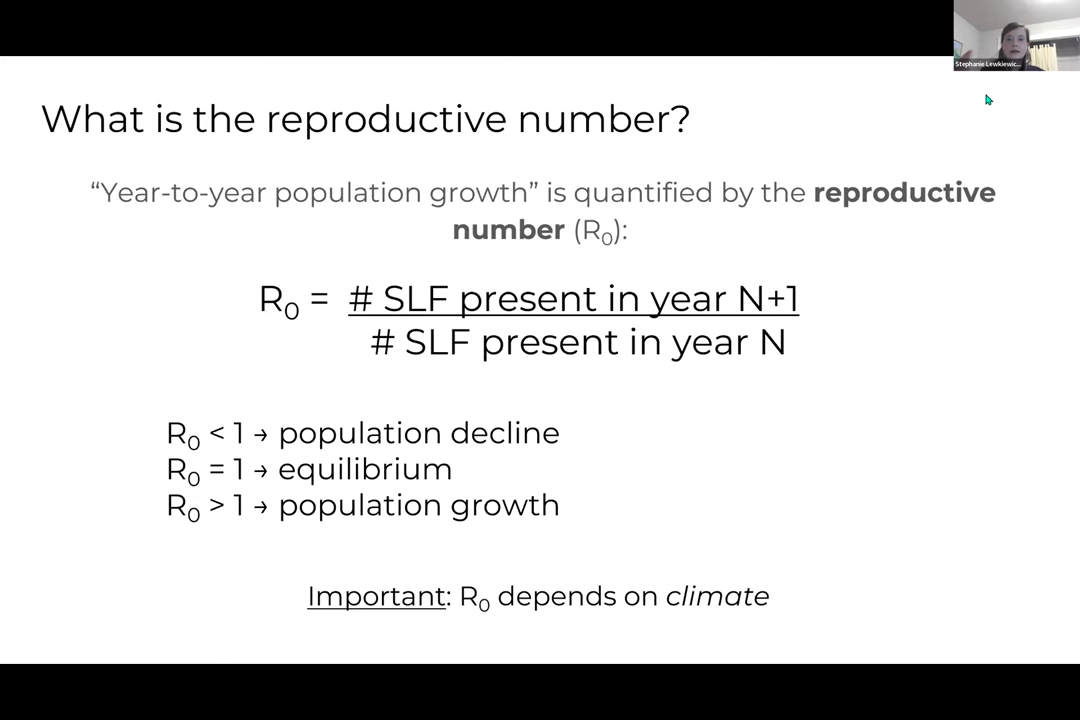 Stephanie Lewkiewic...
What is the reproductive number?
“Year-to-year population growth” is quantified by the reproductive
number (R₀):
R₀ = # SLF present in year N+1
# SLF present in year N
R₀ < 1 → population decline
R₀ = 1 → equilibrium
R₀ > 1 → population growth
Important: R₀ depends on climate